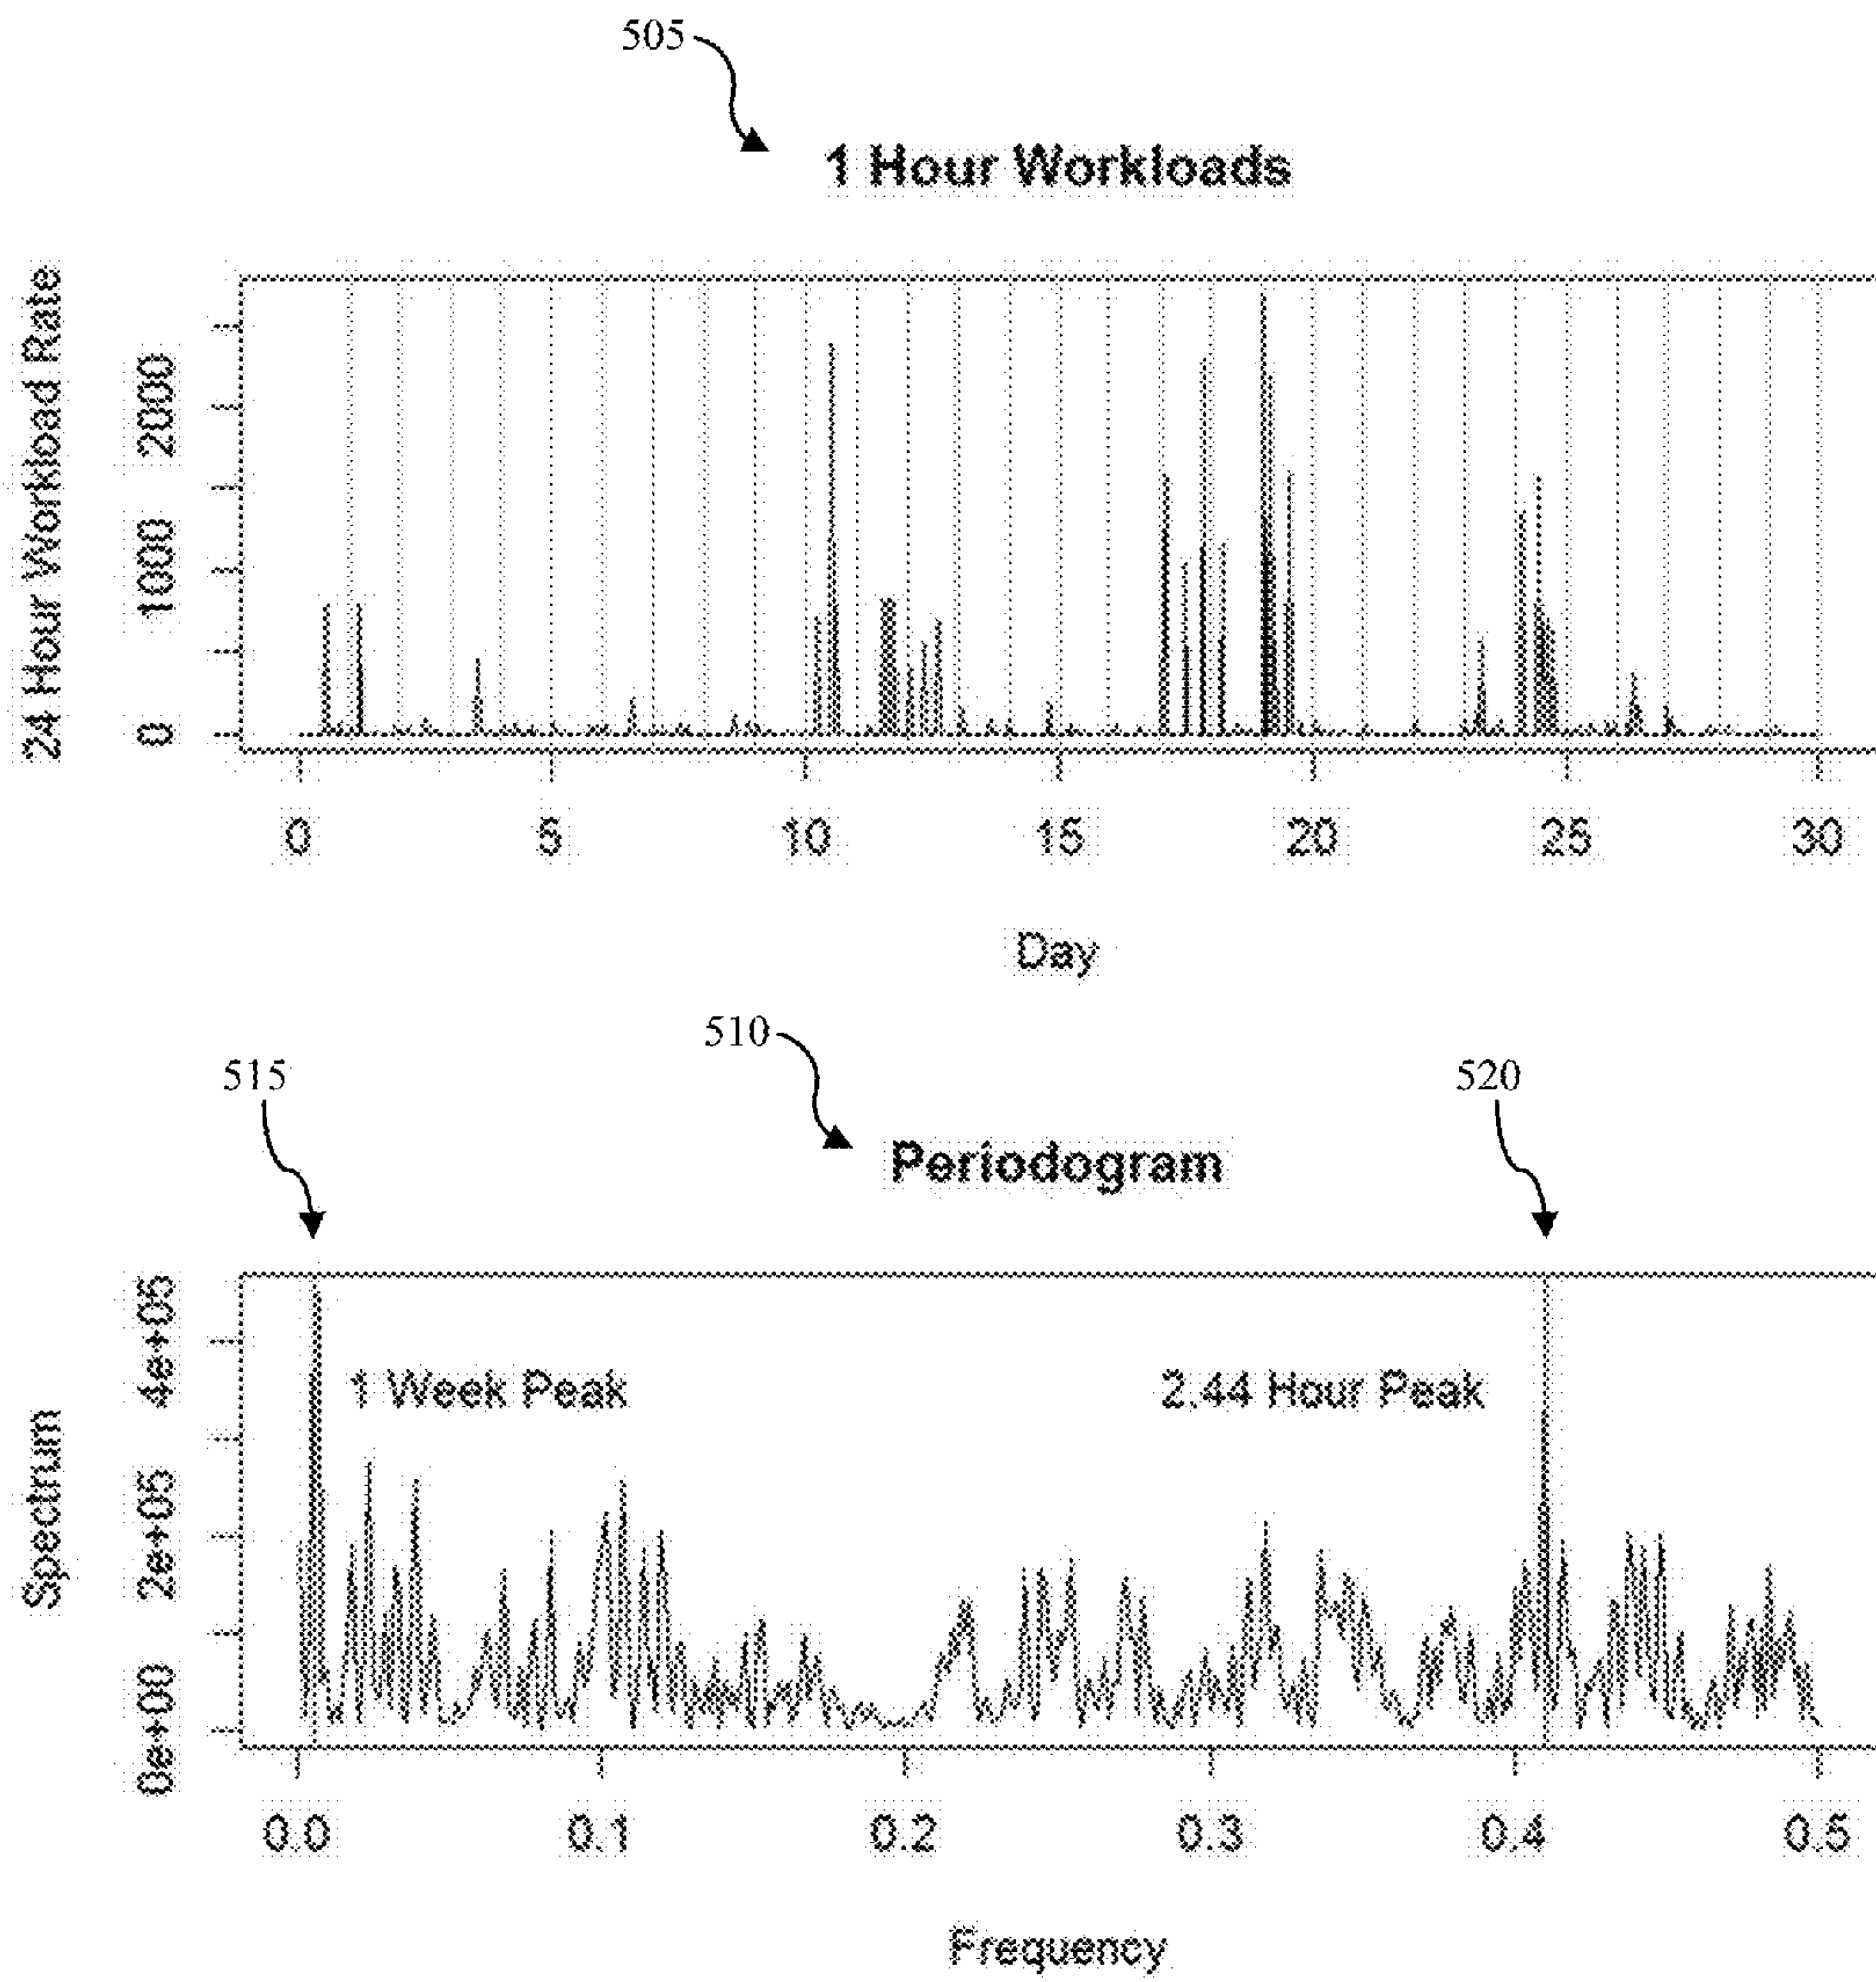 505
1 Hour Workloads
24 Hour Workload Rate
2000
1000
0
0 5 10 15 20 25 30
Day
510
515
520
Periodogram
Spectrum
4e+05
2e+05
0e+00
1 Week Peak
2.44 Hour Peak
0.0 0.1 0.2 0.3 0.4 0.5
Frequency